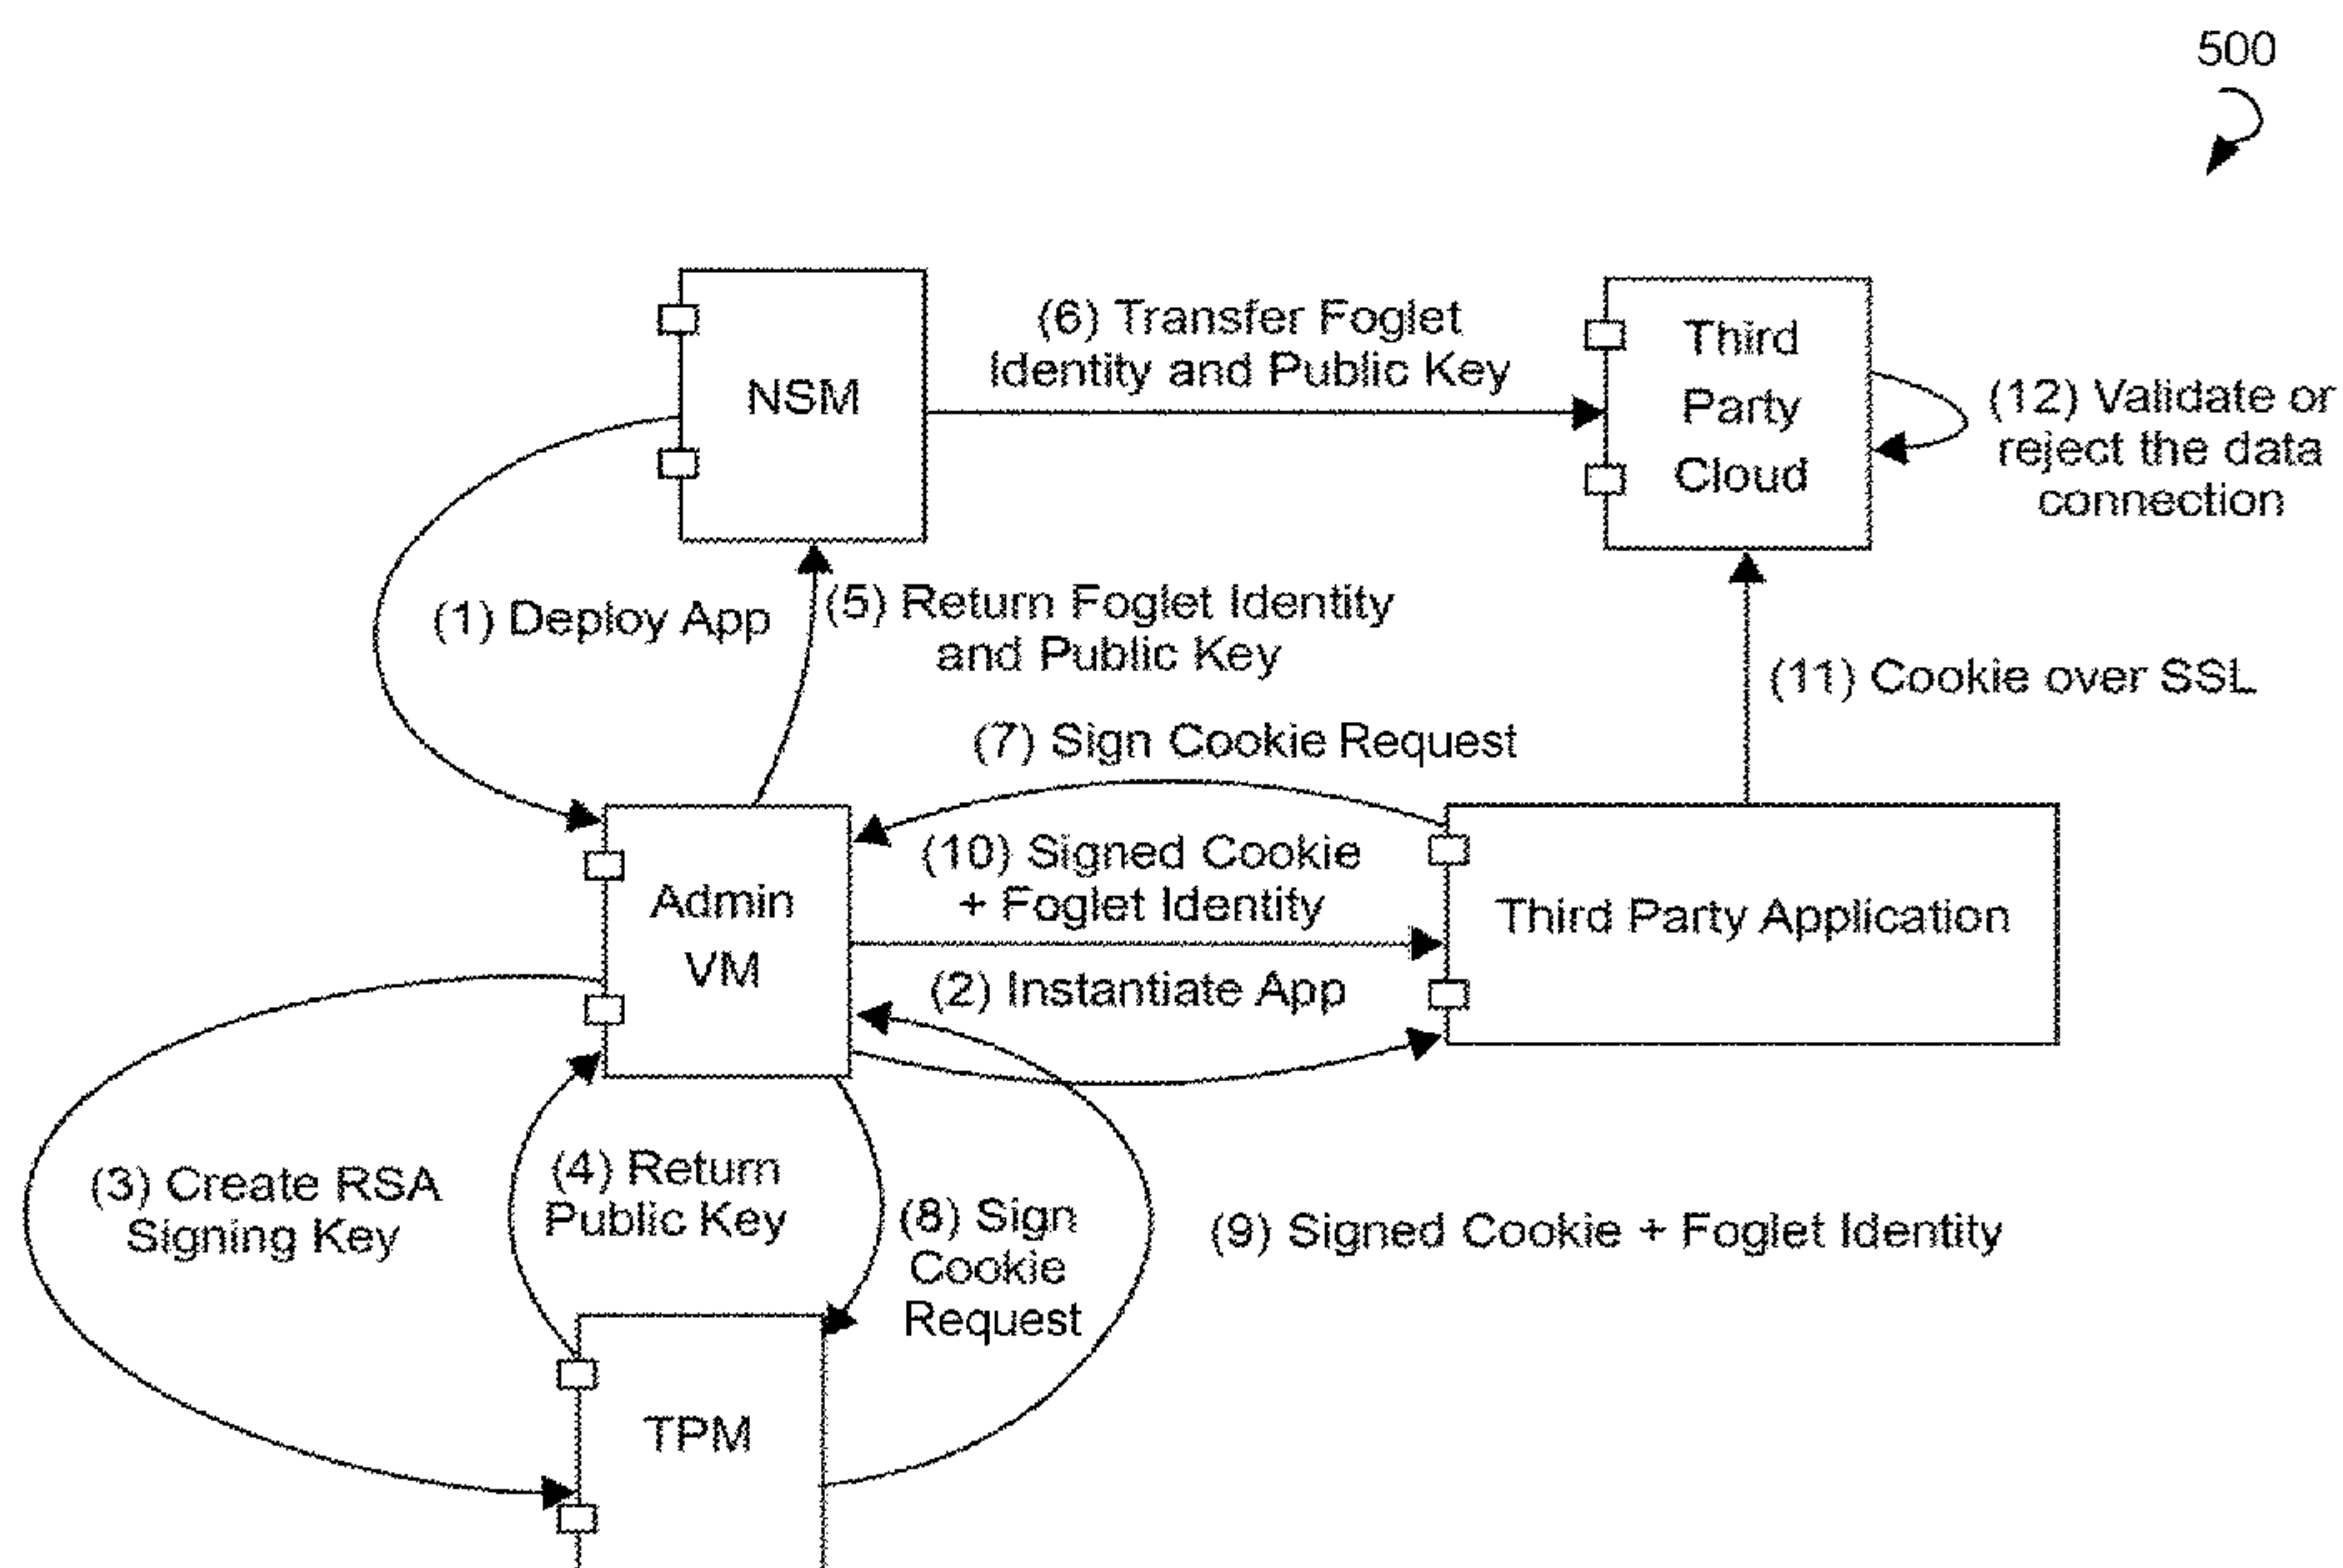 500
NSM
(6) Transfer Foglet
Identity and Public Key
Third
Party
Cloud
(12) Validate or
reject the data
connection
(1) Deploy App
(5) Return Foglet Identity
and Public Key
(11) Cookie over SSL
(7) Sign Cookie Request
(10) Signed Cookie
+ Foglet Identity
Admin
VM
Third Party Application
(2) Instantiate App
(3) Create RSA
Signing Key
(4) Return
Public Key
(8) Sign
Cookie
Request
(9) Signed Cookie + Foglet Identity
TPM